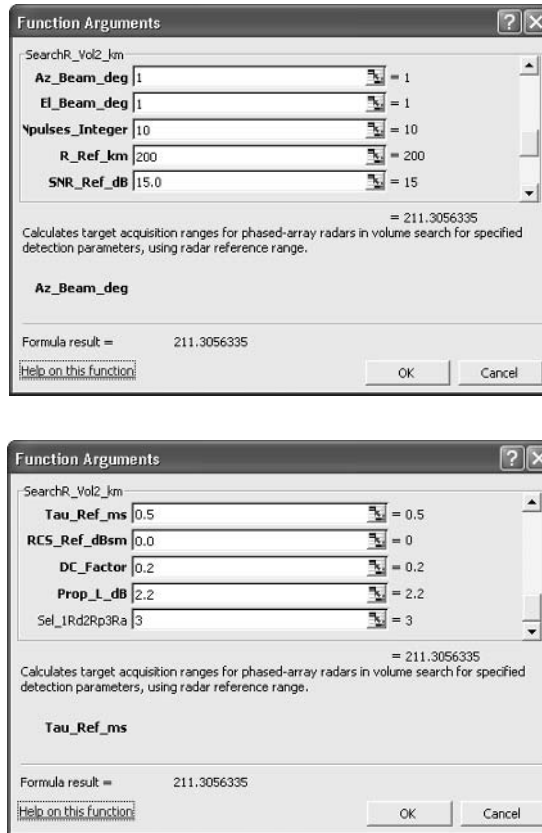 Function Arguments
SearchR_Vol2_km
Az_Beam_deg 1 = 1
El_Beam_deg 1 = 1
Npulses_Integer 10 = 10
R_Ref_km 200 = 200
SNR_Ref_dB 15.0 = 15
= 211.3056335
Calculates target acquisition ranges for phased-array radars in volume search for specified
detection parameters, using radar reference range.
Az_Beam_deg
Formula result = 211.3056335
Help on this function OK Cancel
Function Arguments
SearchR_Vol2_km
Tau_Ref_ms 0.5 = 0.5
RCS_Ref_dBsm 0.0 = 0
DC_Factor 0.2 = 0.2
Prop_L_dB 2.2 = 2.2
Sel_1Rd2Rp3Ra 3 = 3
= 211.3056335
Calculates target acquisition ranges for phased-array radars in volume search for specified
detection parameters, using radar reference range.
Tau_Ref_ms
Formula result = 211.3056335
Help on this function OK Cancel